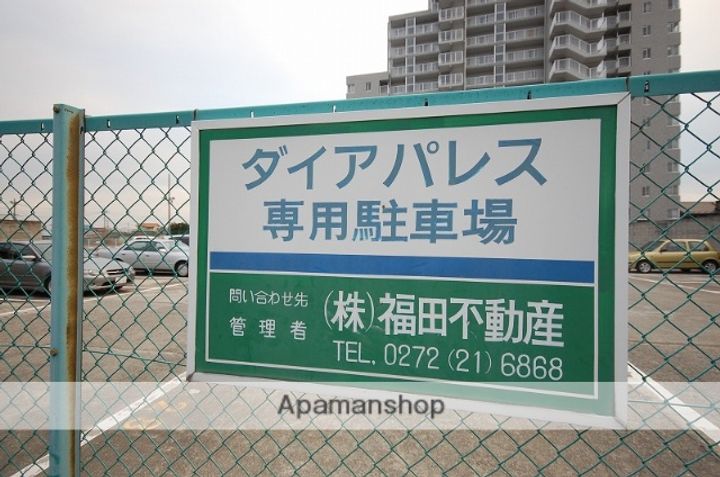 ダイアパレス
専用駐車場
問い合わせ先
管理者
(株)福田不動産
TEL. 0272 (21) 6868
Apamanshop